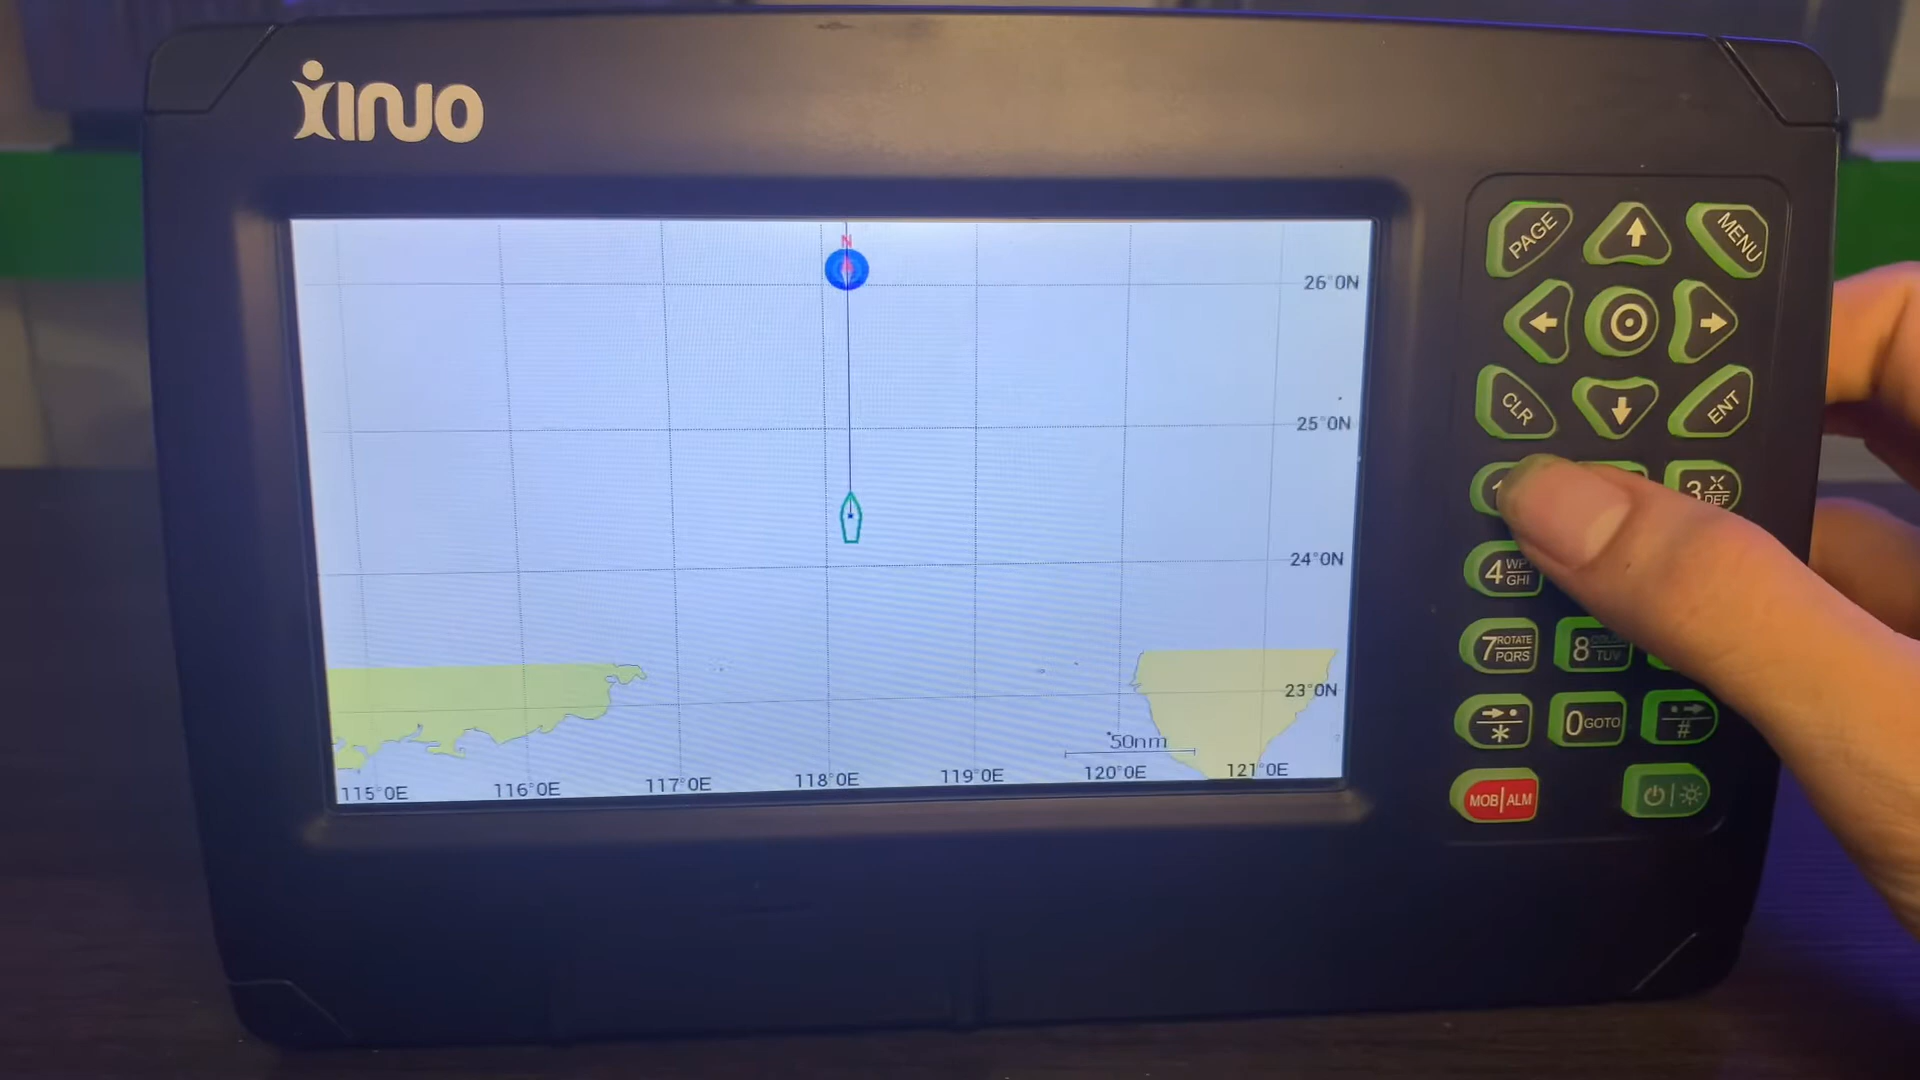 XINUO
N
26°0N
25°0N
24°0N
23°0N
50nm
115°0E 116°0E 117°0E 118°0E 119°0E 120°0E 121°0E
PAGE
MENU
CLR
ENT
1
3 X DEF
4 WP GHI
7 ROTATE PQRS
8 TUV
*
0 GOTO
#
MOB|ALM